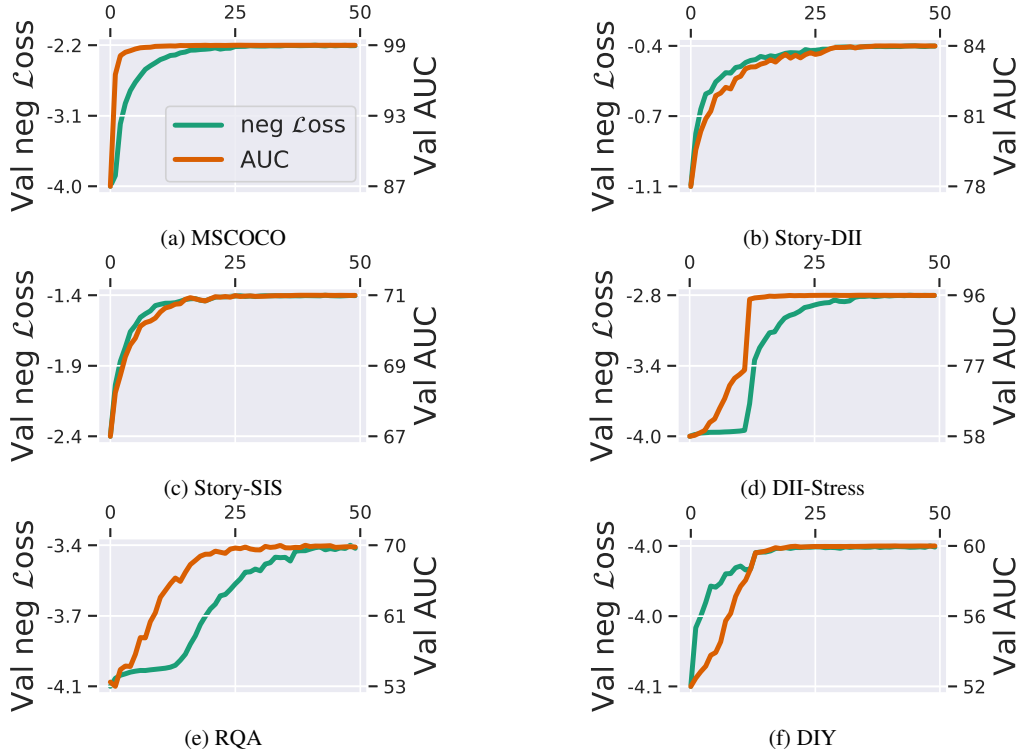 0 25 50
0 25 50
Val neg ℒoss
-2.2
-3.1
-4.0
neg ℒoss
AUC
99
93
87
Val AUC
Val neg ℒoss
-0.4
-0.7
-1.1
84
81
78
Val AUC
(a) MSCOCO
(b) Story-DII
0 25 50
0 25 50
Val neg ℒoss
-1.4
-1.9
-2.4
71
69
67
Val AUC
Val neg ℒoss
-2.8
-3.4
-4.0
96
77
58
Val AUC
(c) Story-SIS
(d) DII-Stress
0 25 50
0 25 50
Val neg ℒoss
-3.4
-3.7
-4.1
70
61
53
Val AUC
Val neg ℒoss
-4.0
-4.0
-4.1
60
56
52
Val AUC
(e) RQA
(f) DIY